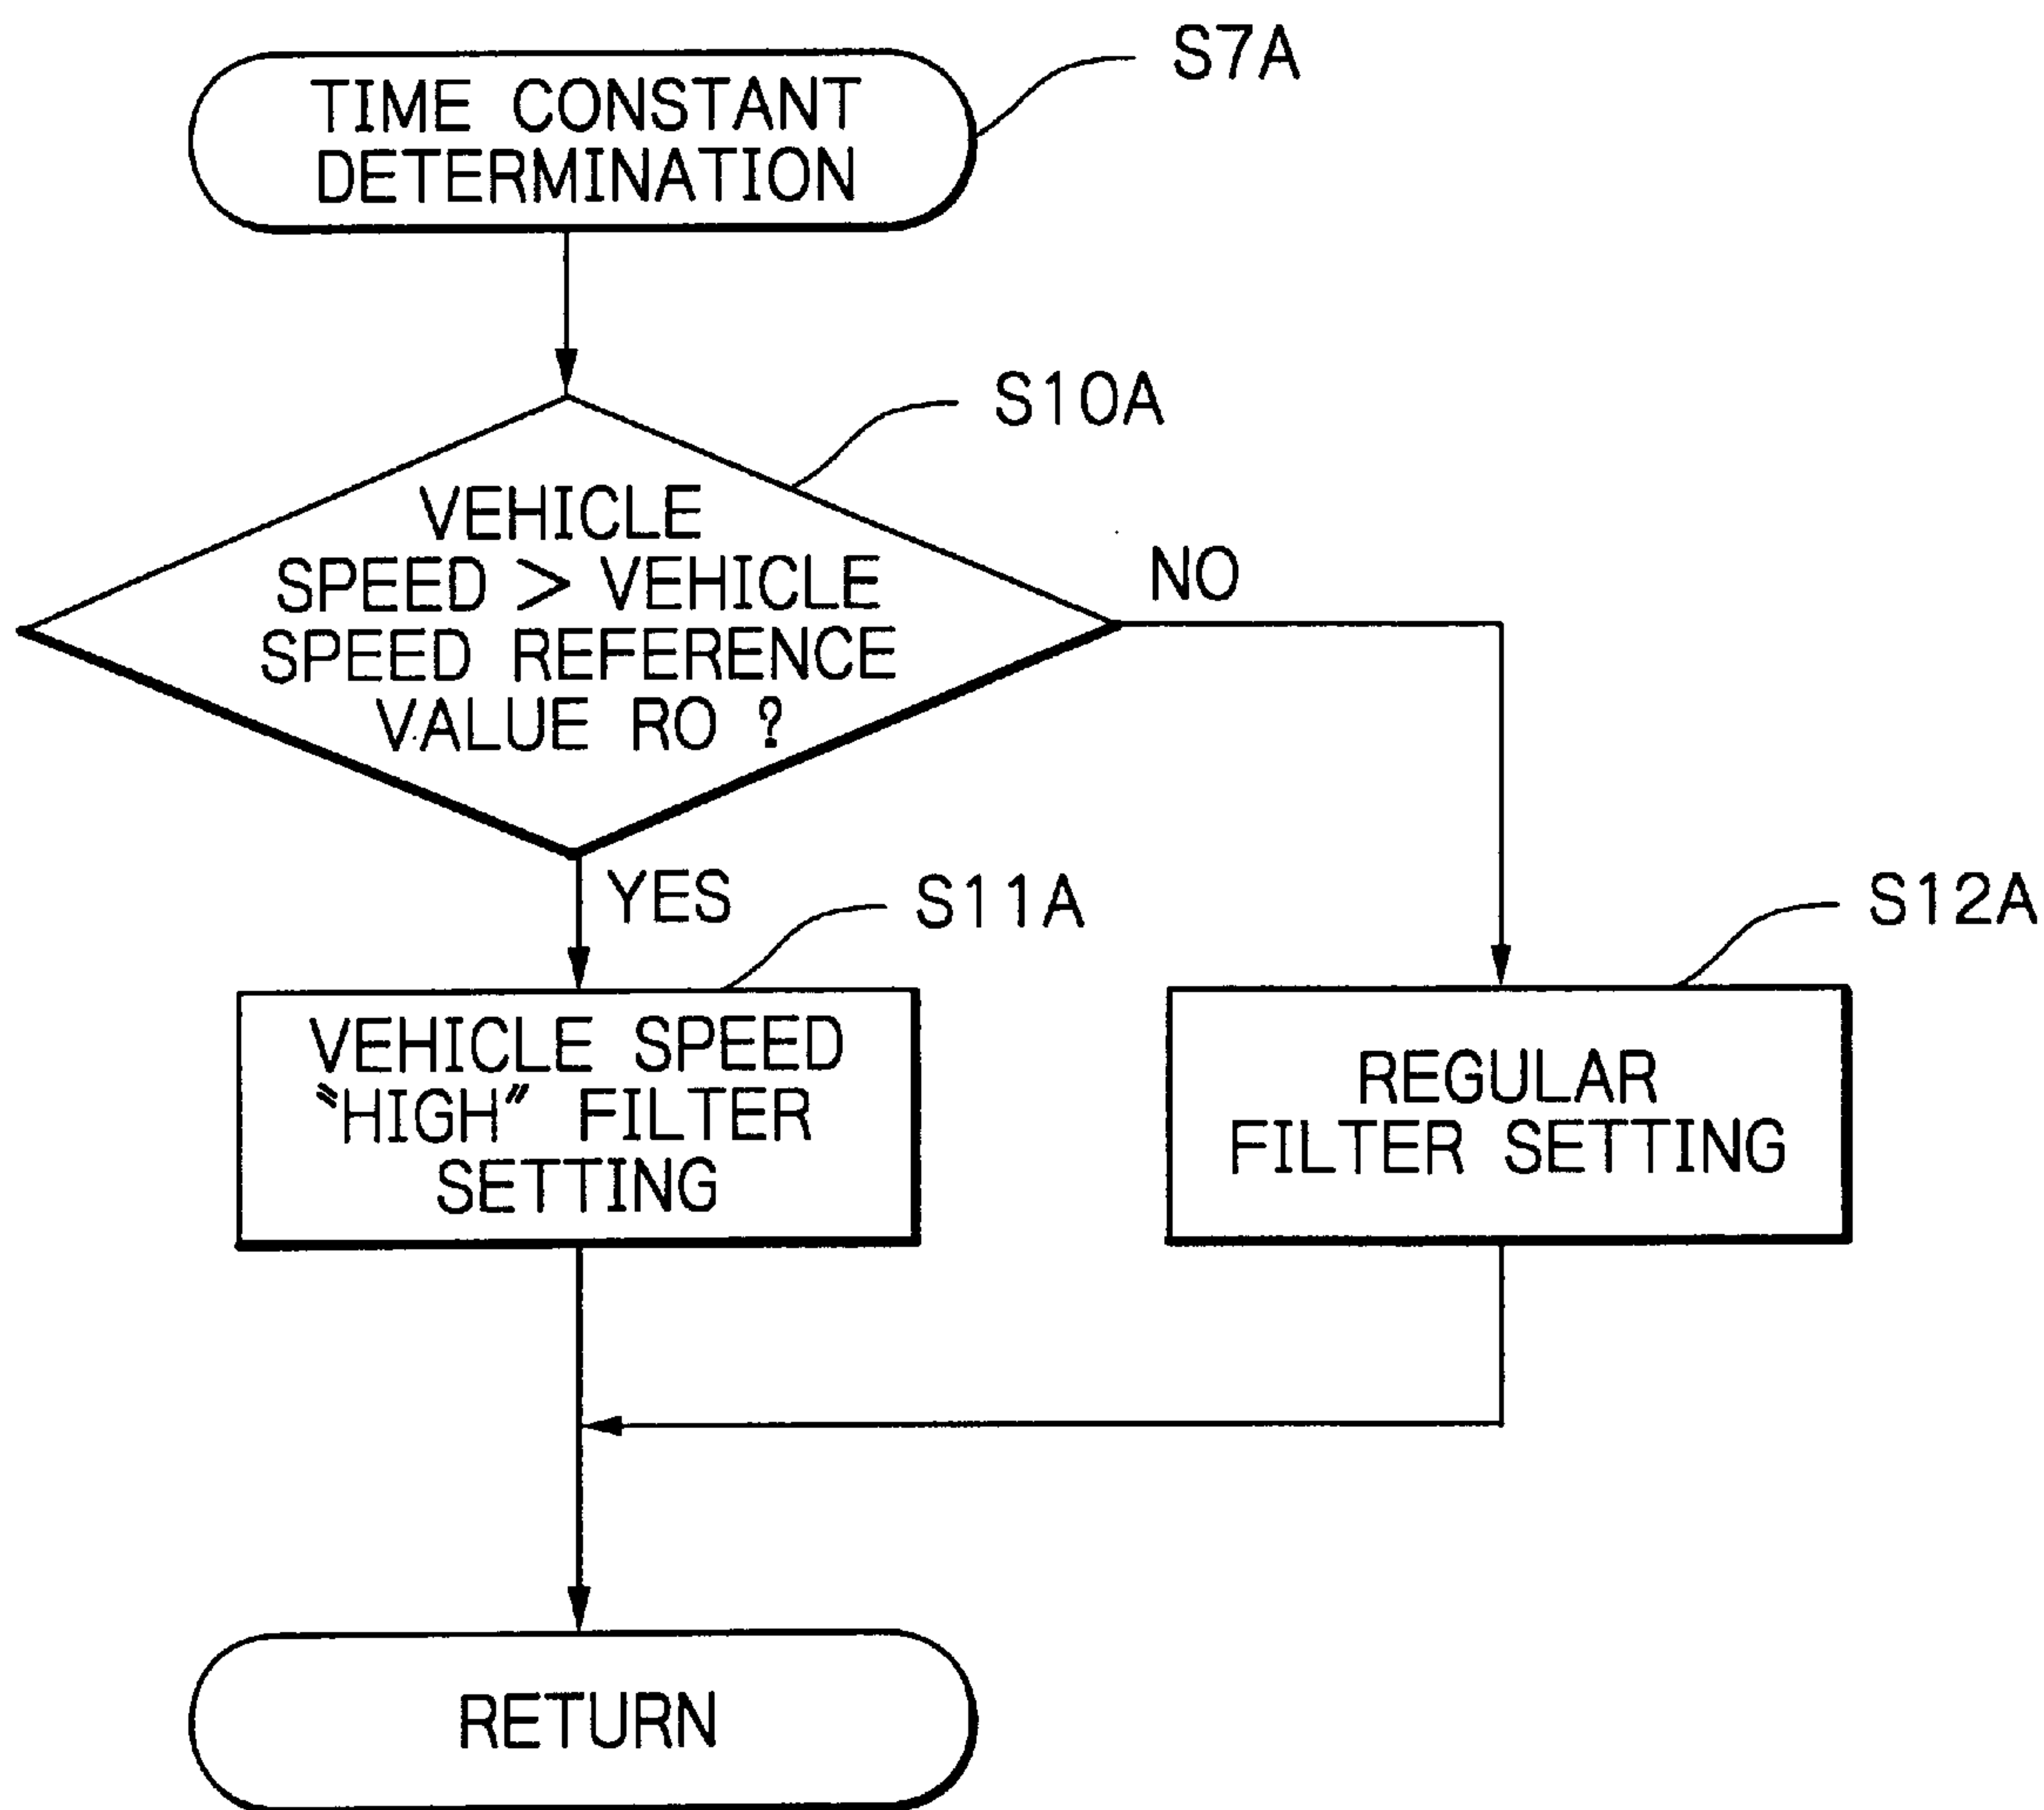 TIME CONSTANT
DETERMINATION
S7A
S10A
VEHICLE
SPEED > VEHICLE
SPEED REFERENCE
VALUE RO ?
NO
YES
S11A
S12A
VEHICLE SPEED
"HIGH" FILTER
SETTING
REGULAR
FILTER SETTING
RETURN